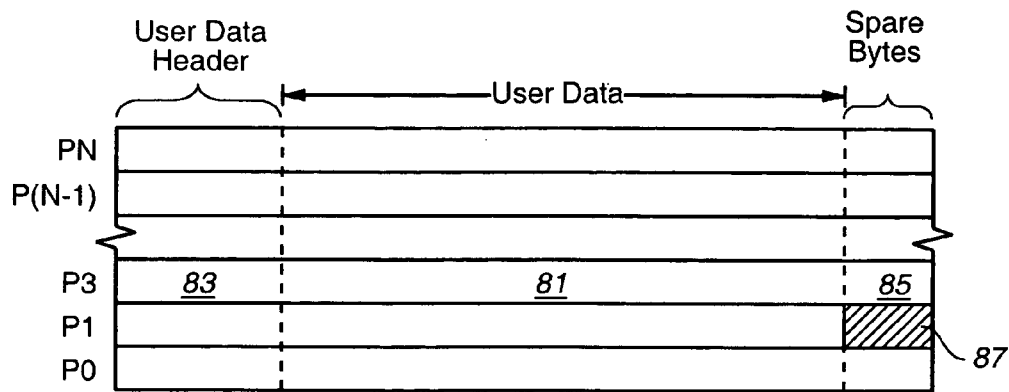 User Data
Header
Spare
Bytes
User Data
PN
P(N-1)
P3 83 81 85
P1
87
P0